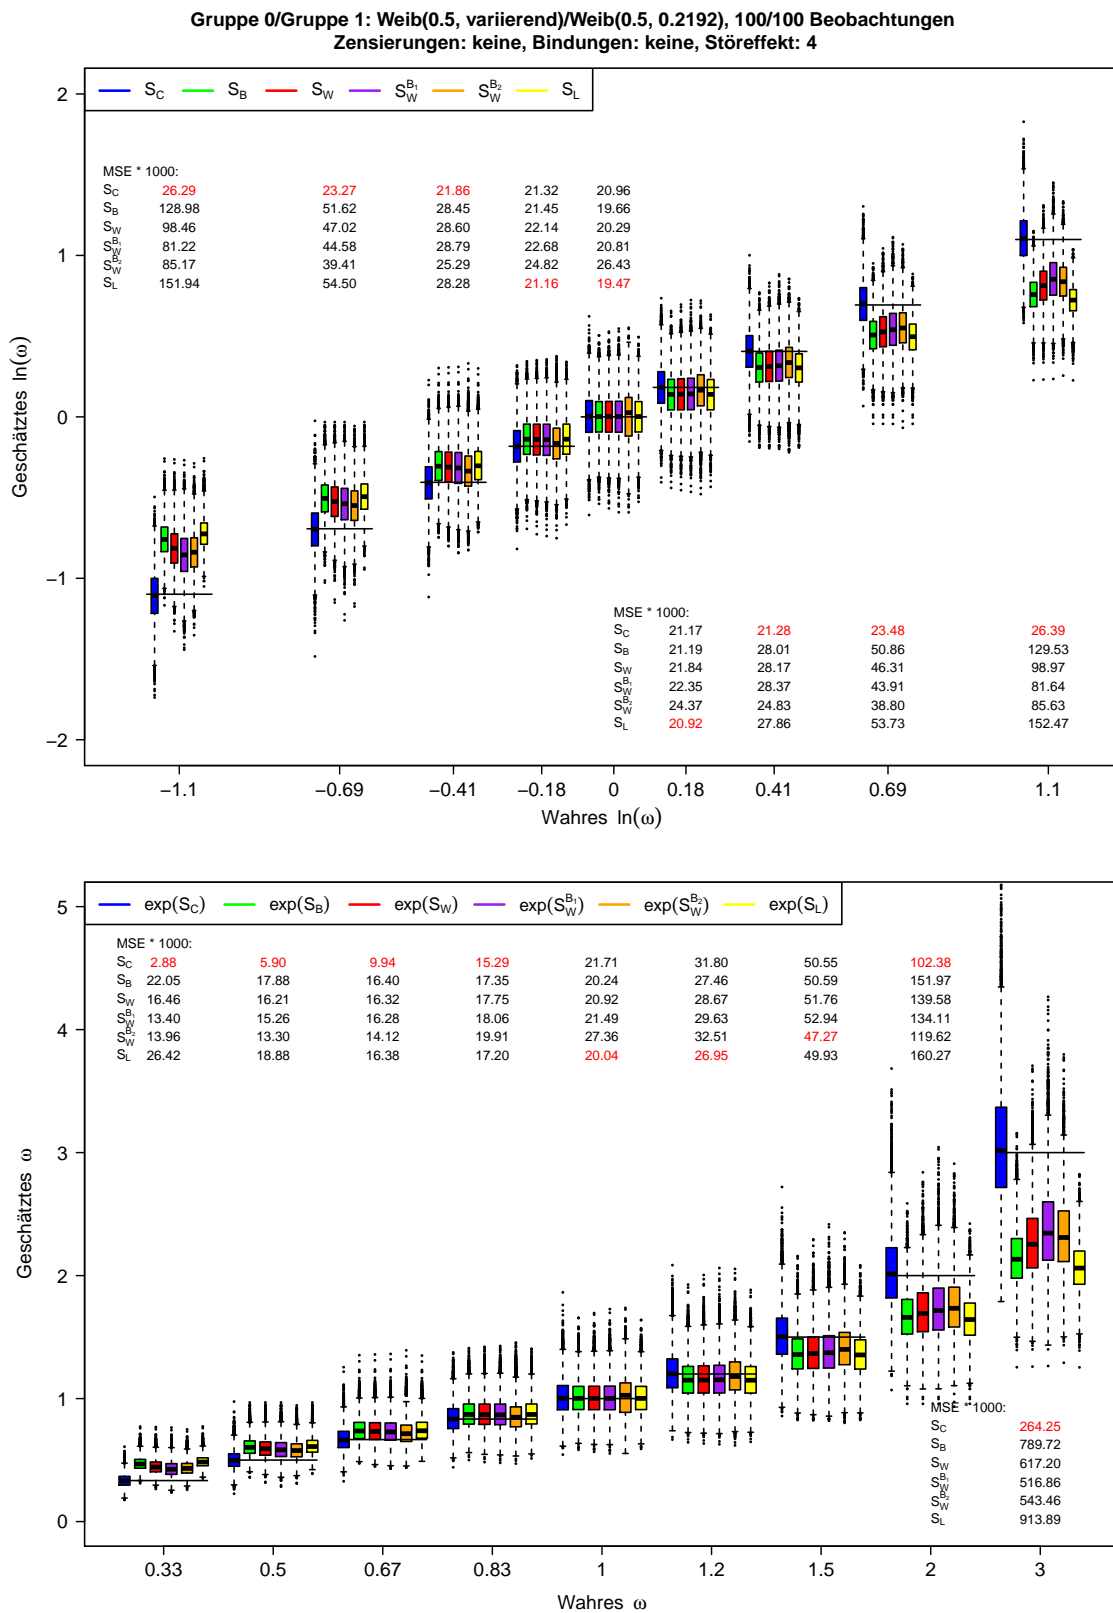 Gruppe 0/Gruppe 1: Weib(0.5, variierend)/Weib(0.5, 0.2192), 100/100 Beobachtungen
Zensierungen: keine, Bindungen: keine, Störeffekt: 4
S_C S_B S_W S_W^B₁ S_W^B₂ S_L
MSE * 1000:
S_C 26.29 23.27 21.86 21.32 20.96
S_B 128.98 51.62 28.45 21.45 19.66
S_W 98.46 47.02 28.60 22.14 20.29
S_W^B₁ 81.22 44.58 28.79 22.68 20.81
S_W^B₂ 85.17 39.41 25.29 24.82 26.43
S_L 151.94 54.50 28.28 21.16 19.47
MSE * 1000:
S_C 21.17 21.28 23.48 26.39
S_B 21.19 28.01 50.86 129.53
S_W 21.84 28.17 46.31 98.97
S_W^B₁ 22.35 28.37 43.91 81.64
S_W^B₂ 24.37 24.83 38.80 85.63
S_L 20.92 27.86 53.73 152.47
2
1
0
−1
−2
Geschätztes ln(ω)
−1.1 −0.69 −0.41 −0.18 0 0.18 0.41 0.69 1.1
Wahres ln(ω)
exp(S_C) exp(S_B) exp(S_W) exp(S_W^B₁) exp(S_W^B₂) exp(S_L)
MSE * 1000:
S_C 2.88 5.90 9.94 15.29 21.71 31.80 50.55 102.38
S_B 22.05 17.88 16.40 17.35 20.24 27.46 50.59 151.97
S_W 16.46 16.21 16.32 17.75 20.92 28.67 51.76 139.58
S_W^B₁ 13.40 15.26 16.28 18.06 21.49 29.63 52.94 134.11
S_W^B₂ 13.96 13.30 14.12 19.91 27.36 32.51 47.27 119.62
S_L 26.42 18.88 16.38 17.20 20.04 26.95 49.93 160.27
MSE * 1000:
S_C 264.25
S_B 789.72
S_W 617.20
S_W^B₁ 516.86
S_W^B₂ 543.46
S_L 913.89
5
4
3
2
1
0
Geschätztes ω
0.33 0.5 0.67 0.83 1 1.2 1.5 2 3
Wahres ω